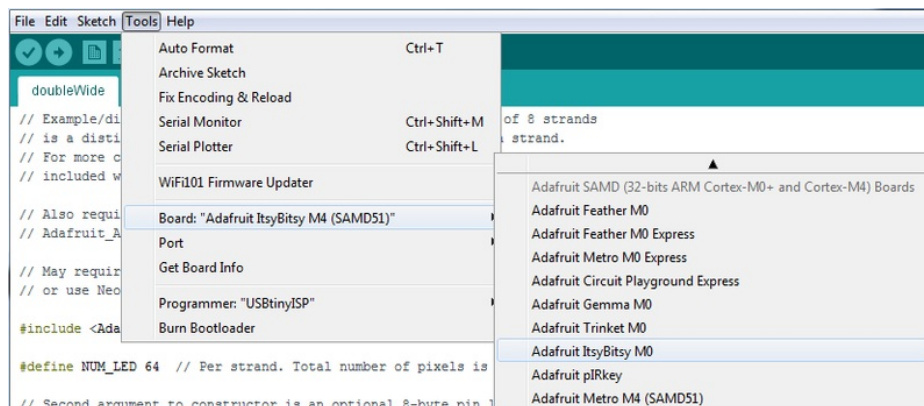 File Edit Sketch Tools Help
Auto Format Ctrl+T
Archive Sketch
Fix Encoding & Reload
Serial Monitor Ctrl+Shift+M
Serial Plotter Ctrl+Shift+L
WiFi101 Firmware Updater
Board: "Adafruit ItsyBitsy M4 (SAMD51)"
Port
Get Board Info
Programmer: "USBtinyISP"
Burn Bootloader
Adafruit SAMD (32-bits ARM Cortex-M0+ and Cortex-M4) Boards
Adafruit Feather M0
Adafruit Feather M0 Express
Adafruit Metro M0 Express
Adafruit Circuit Playground Express
Adafruit Gemma M0
Adafruit Trinket M0
Adafruit ItsyBitsy M0
Adafruit pIRkey
Adafruit Metro M4 (SAMD51)
doubleWide
// Example/di of 8 strands
// is a disti strand.
// For more c
// included w
// Also requi
// Adafruit_A
// May requir
// or use Neo
#include <Ada
#define NUM_LED 64 // Per strand. Total number of pixels is
// Second argument to constructor is an optional 8-byte pin l